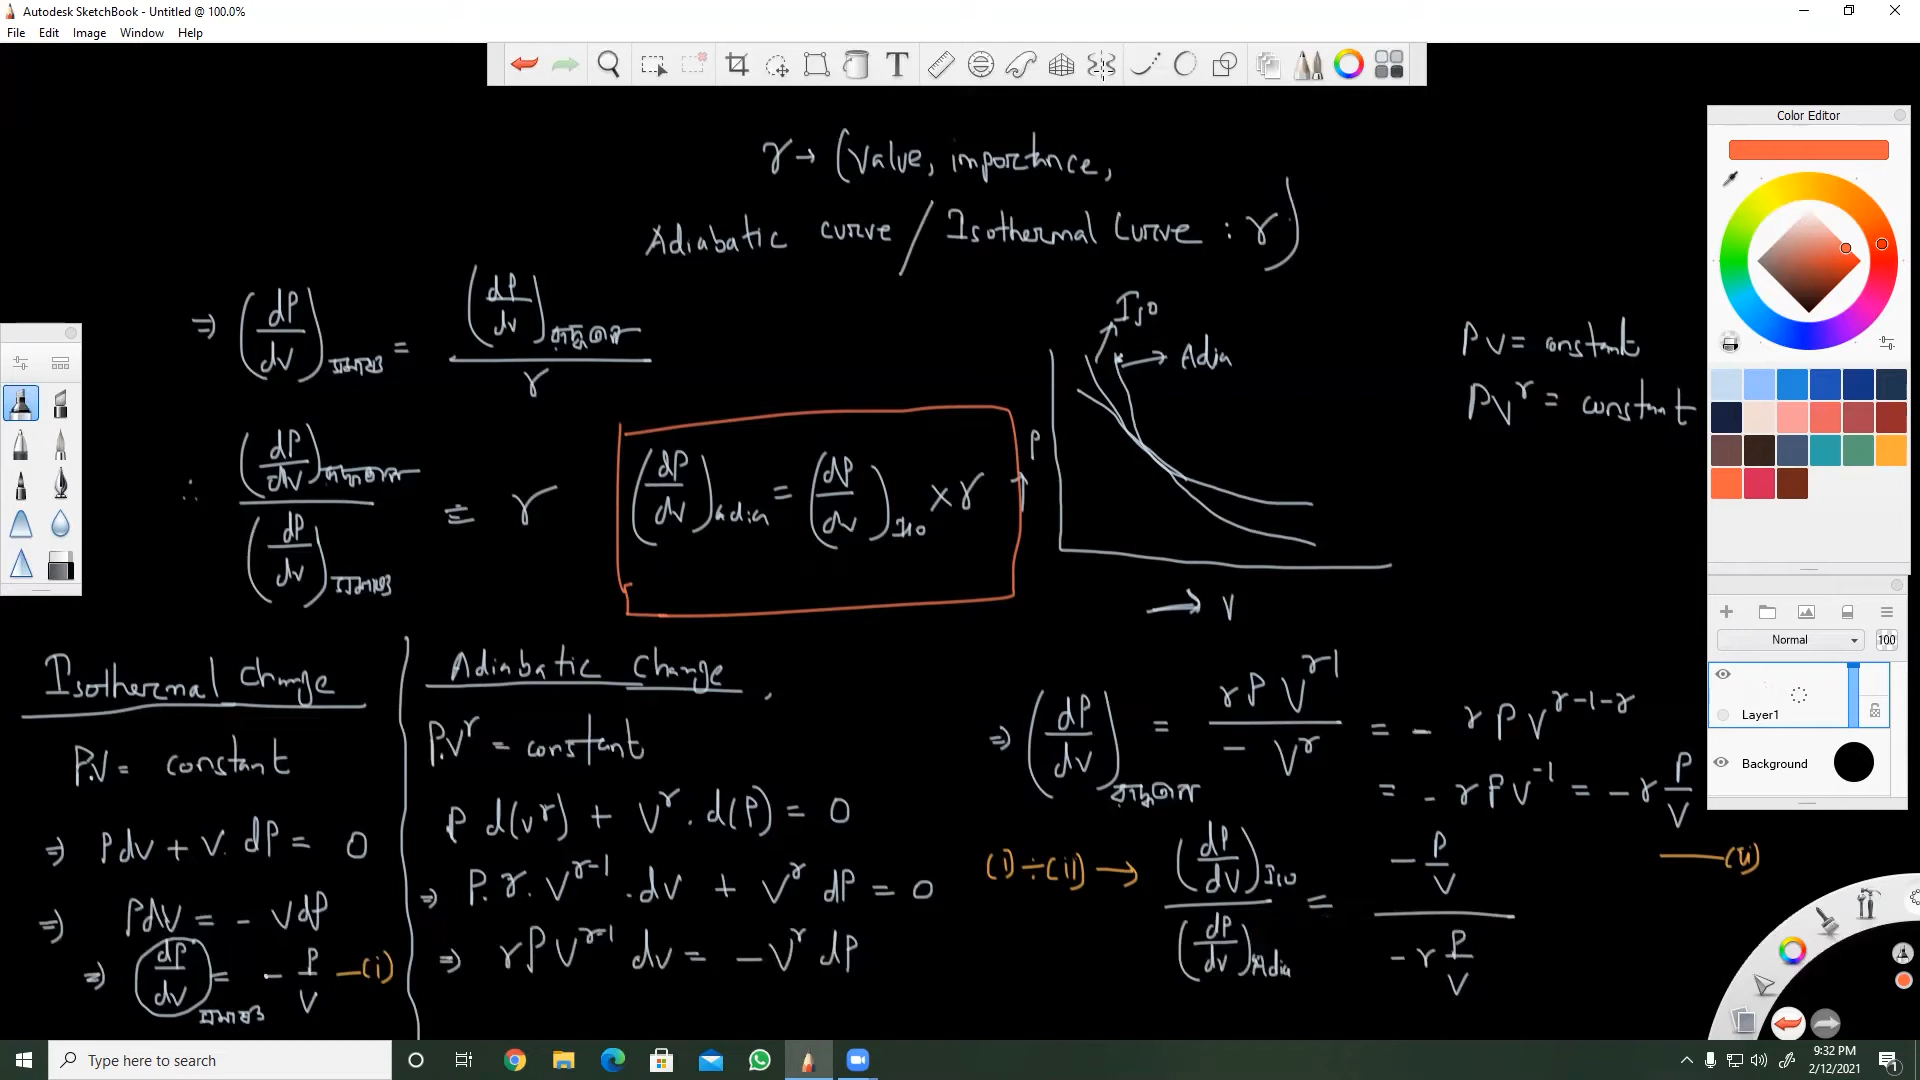 Autodesk SketchBook - Untitled @ 100.0%
File Edit Image Window Help
γ → (Value, importance,
Adiabatic curve / Isothermal Curve : γ)
⇒ (dP/dV)সমোষ্ণ = (dP/dV)রুদ্ধতাপ / γ
∴ (dP/dV)রুদ্ধতাপ / (dP/dV)সমোষ্ণ = γ
(dP/dV)adia = (dP/dV)Iso × γ
Iso
Adia
P
V
PV = constant
PV^γ = constant
Isothermal Change
P.V = constant
⇒ PdV + V. dP = 0
⇒ PdV = - VdP
⇒ (dP/dV)সমোষ্ণ = - P/V —(i)
Adiabatic Change
P.V^γ = constant
P d(V^γ) + V^γ . d(P) = 0
⇒ P.γ.V^γ-1 .dV + V^γ dP = 0
⇒ γPV^γ-1 dV = -V^γ dP
⇒ (dP/dV)রুদ্ধতাপ = γPV^γ-1 / - V^γ = - γPV^γ-1-γ
= - γPV^-1 = -γ P/V
—(ii)
(i) ÷ (ii) → (dP/dV)Iso / (dP/dV)Adia = - P/V / - γ P/V
Color Editor
Normal
100
Layer1
Background
Type here to search
9:32 PM
2/12/2021
1